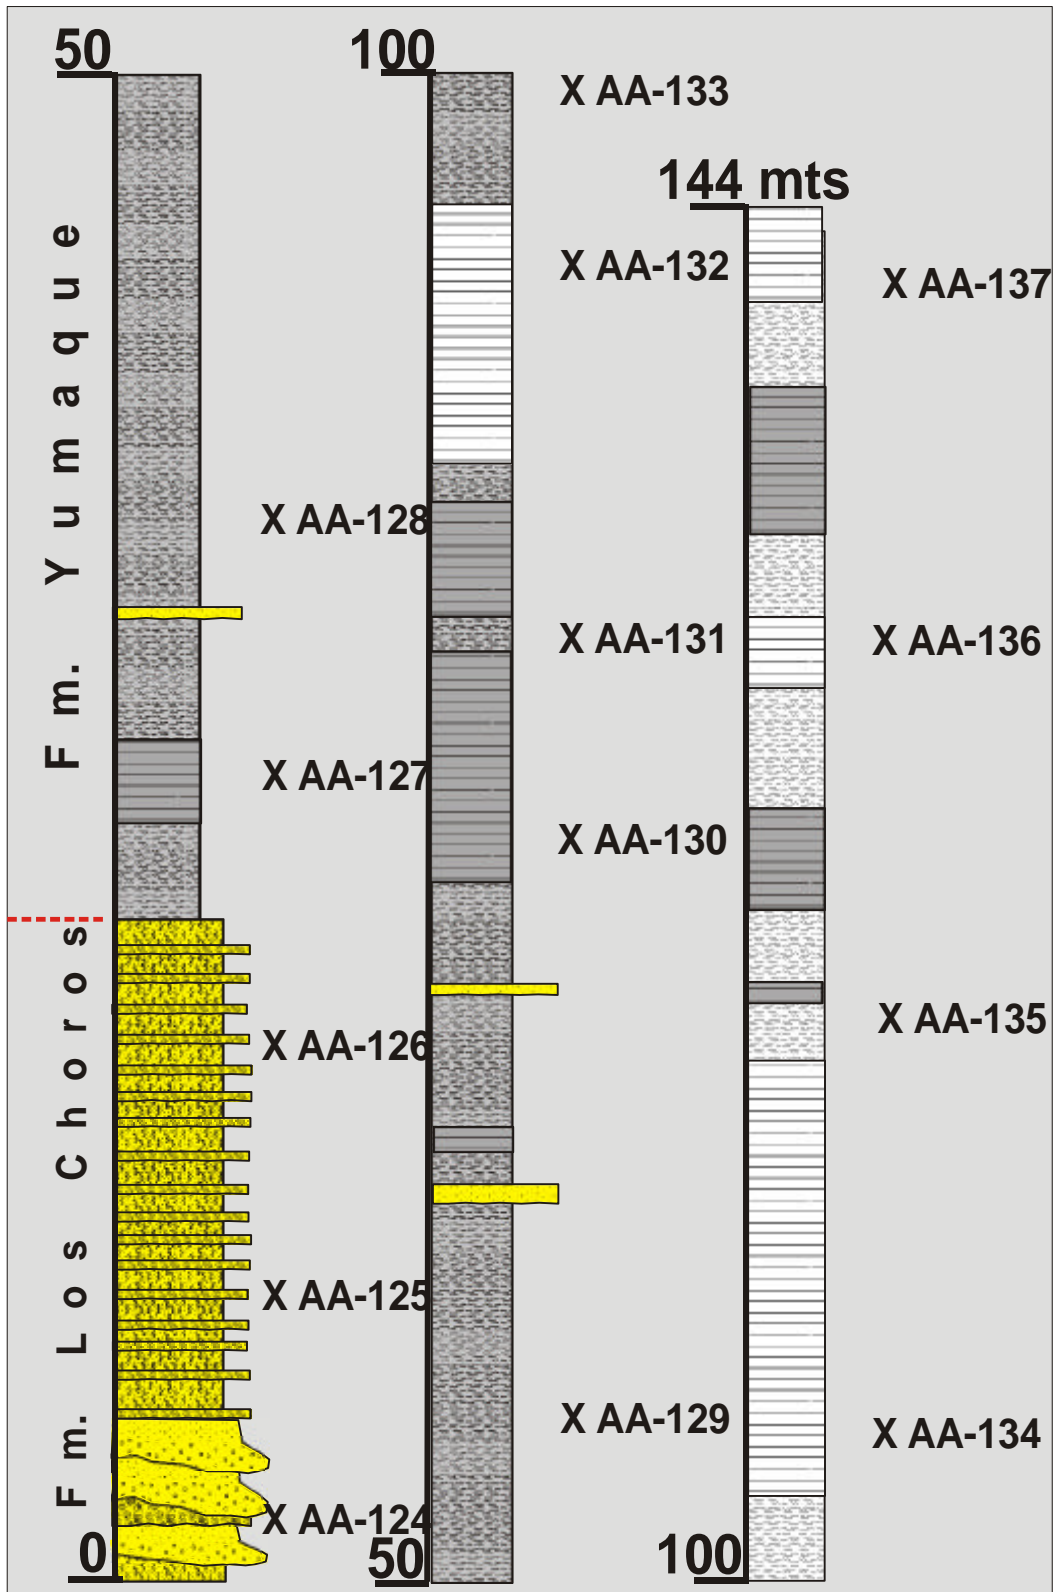 50
100
X AA-133
144 mts
X AA-132
X AA-137
X AA-128
X AA-131
X AA-136
X AA-127
X AA-130
X AA-135
X AA-126
X AA-125
X AA-129
X AA-134
X AA-124
0
50
100
Fm. Yumaque
Fm. Los Choros